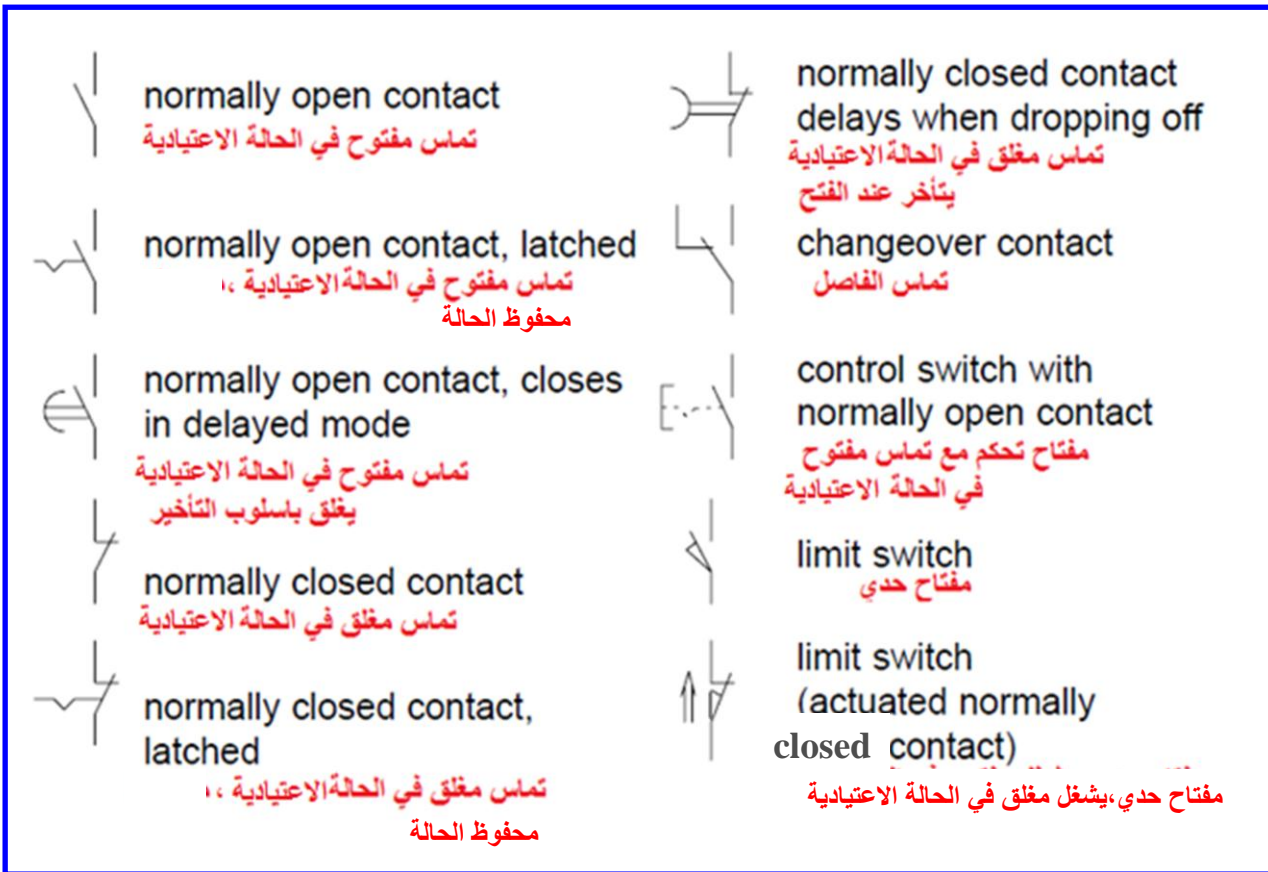 normally open contact
تماس مفتوح في الحالة الاعتيادية
normally open contact, latched
تماس مفتوح في الحالة الاعتيادية ،
محفوظ الحالة
normally open contact, closes
in delayed mode
تماس مفتوح في الحالة الاعتيادية
يغلق باسلوب التأخير
normally closed contact
تماس مغلق في الحالة الاعتيادية
normally closed contact,
latched
تماس مغلق في الحالة الاعتيادية ،
محفوظ الحالة
normally closed contact
delays when dropping off
تماس مغلق في الحالة الاعتيادية
يتأخر عند الفتح
changeover contact
تماس الفاصل
control switch with
normally open contact
مفتاح تحكم مع تماس مفتوح
في الحالة الاعتيادية
limit switch
مفتاح حدي
limit switch
(actuated normally
closed contact)
مفتاح حدي،يشغل مغلق في الحالة الاعتيادية